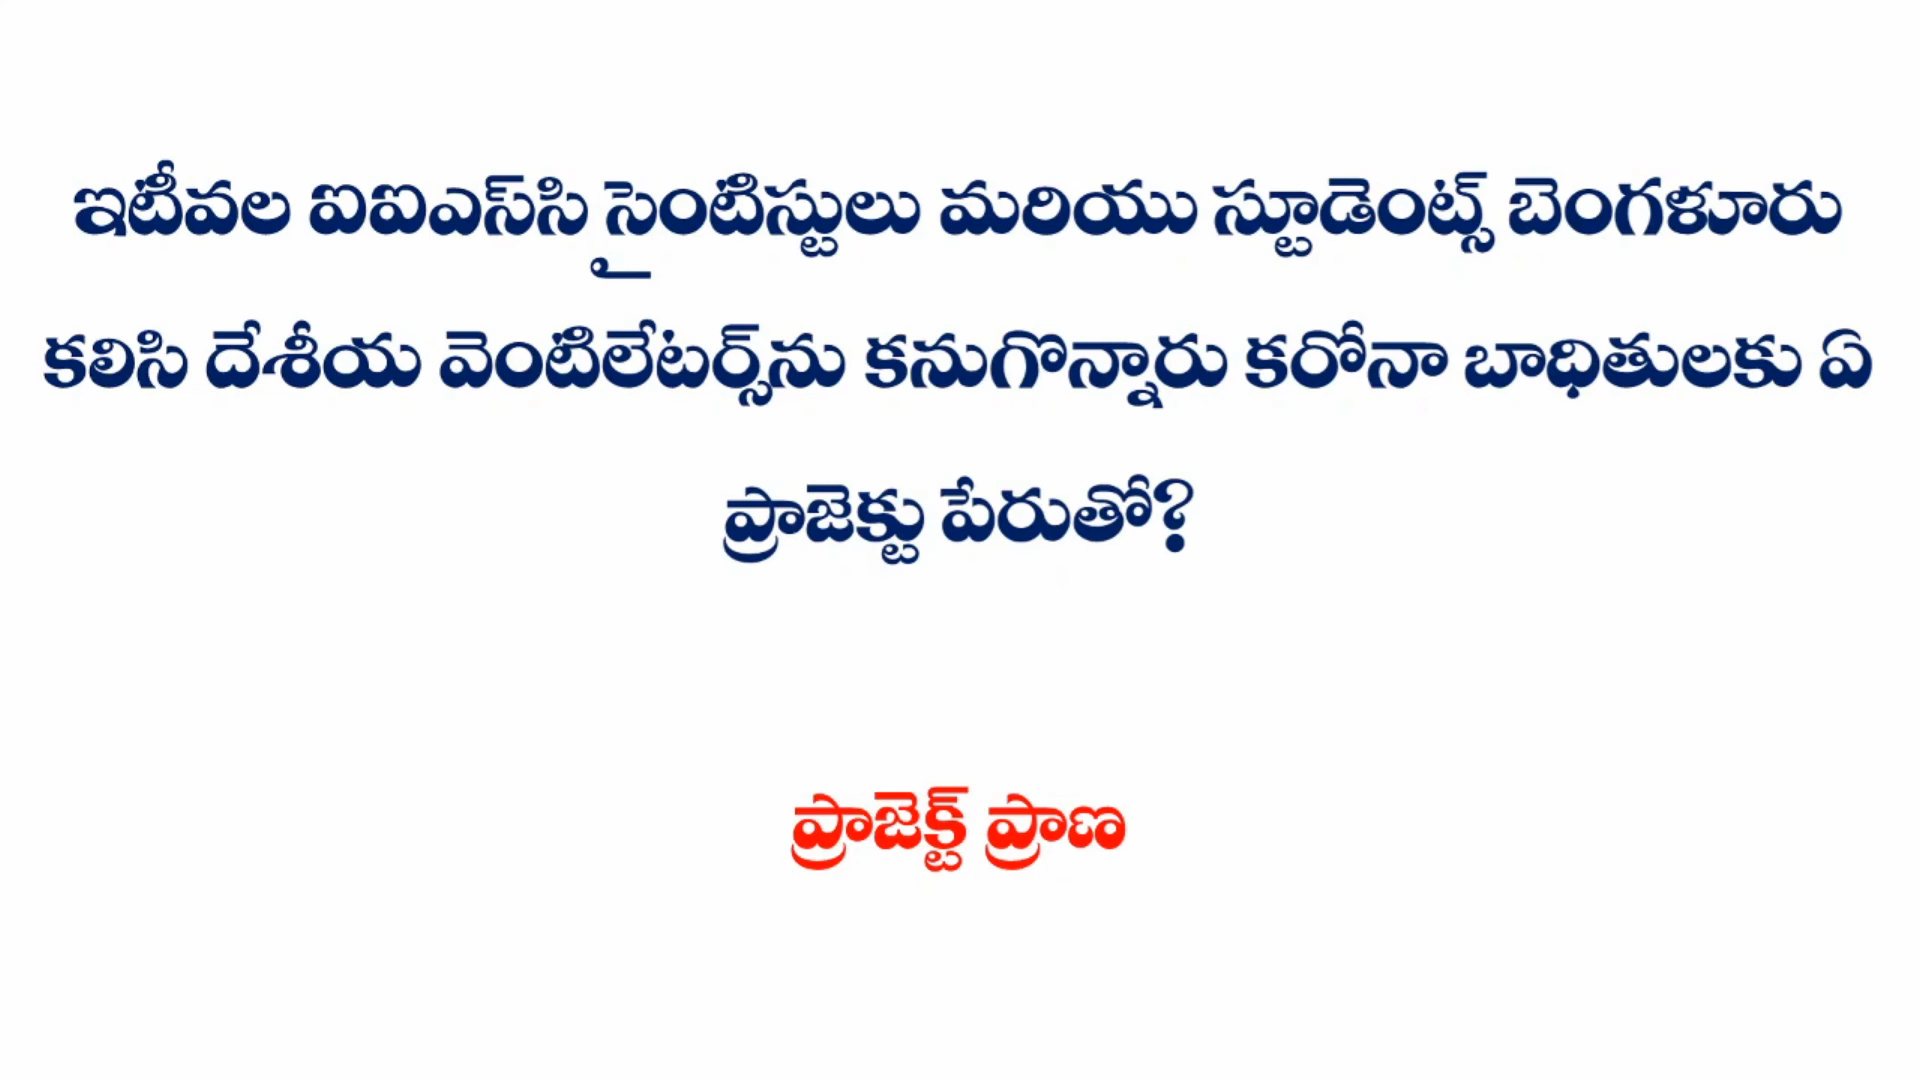 ఇటీవల ఐఐఎస్‌సి సైంటిస్టులు మరియు స్టూడెంట్స్ బెంగళూరు
కలిసి దేశీయ వెంటిలేటర్స్‌ను కనుగొన్నారు కరోనా బాధితులకు ఏ
ప్రాజెక్టు పేరుతో?
ప్రాజెక్ట్ ప్రాణ